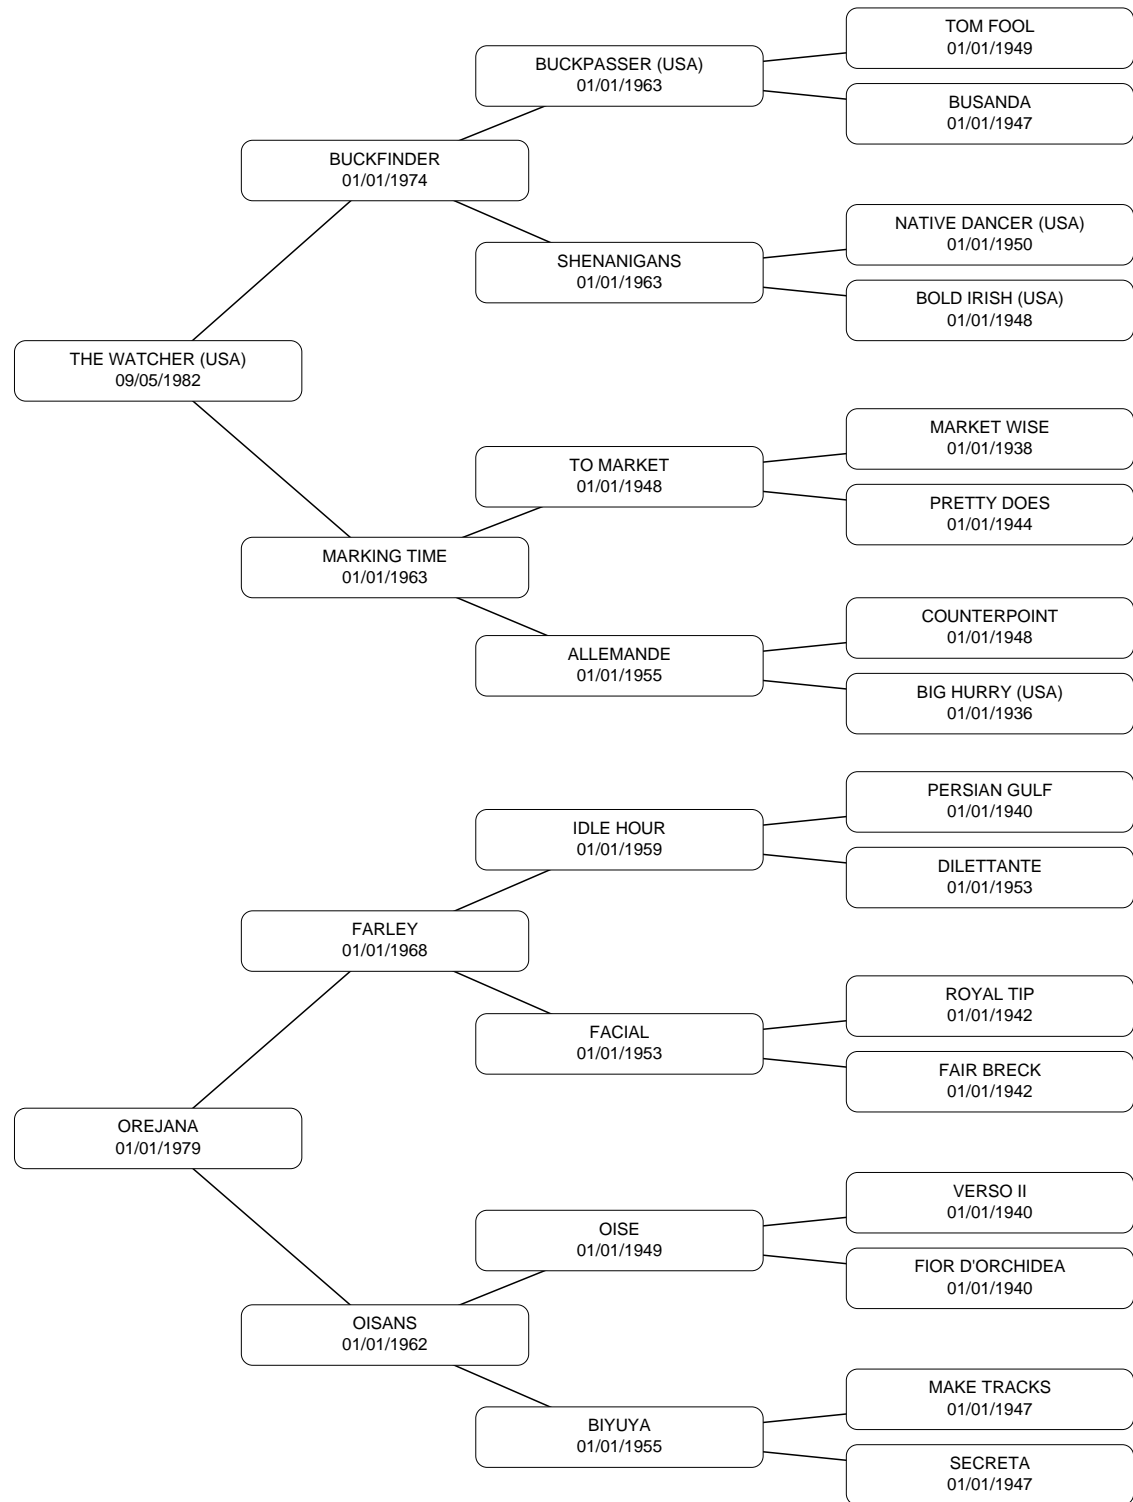 TOM FOOL
01/01/1949
BUCKPASSER (USA)
01/01/1963
BUSANDA
01/01/1947
BUCKFINDER
01/01/1974
NATIVE DANCER (USA)
01/01/1950
SHENANIGANS
01/01/1963
BOLD IRISH (USA)
01/01/1948
THE WATCHER (USA)
09/05/1982
MARKET WISE
01/01/1938
TO MARKET
01/01/1948
PRETTY DOES
01/01/1944
MARKING TIME
01/01/1963
COUNTERPOINT
01/01/1948
ALLEMANDE
01/01/1955
BIG HURRY (USA)
01/01/1936
PERSIAN GULF
01/01/1940
IDLE HOUR
01/01/1959
DILETTANTE
01/01/1953
FARLEY
01/01/1968
ROYAL TIP
01/01/1942
FACIAL
01/01/1953
FAIR BRECK
01/01/1942
OREJANA
01/01/1979
VERSO II
01/01/1940
OISE
01/01/1949
FIOR D'ORCHIDEA
01/01/1940
OISANS
01/01/1962
MAKE TRACKS
01/01/1947
BIYUYA
01/01/1955
SECRETA
01/01/1947